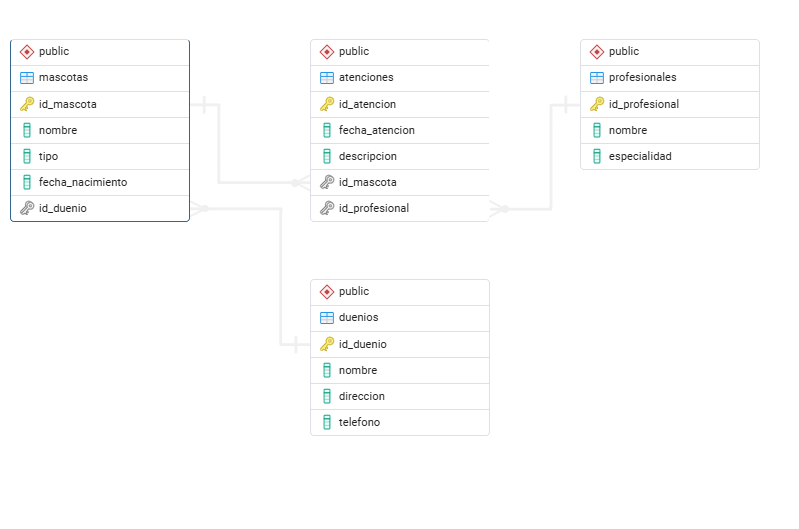 public
mascotas
id_mascota
nombre
tipo
fecha_nacimiento
id_duenio
public
atenciones
id_atencion
fecha_atencion
descripcion
id_mascota
id_profesional
public
profesionales
id_profesional
nombre
especialidad
public
duenios
id_duenio
nombre
direccion
telefono